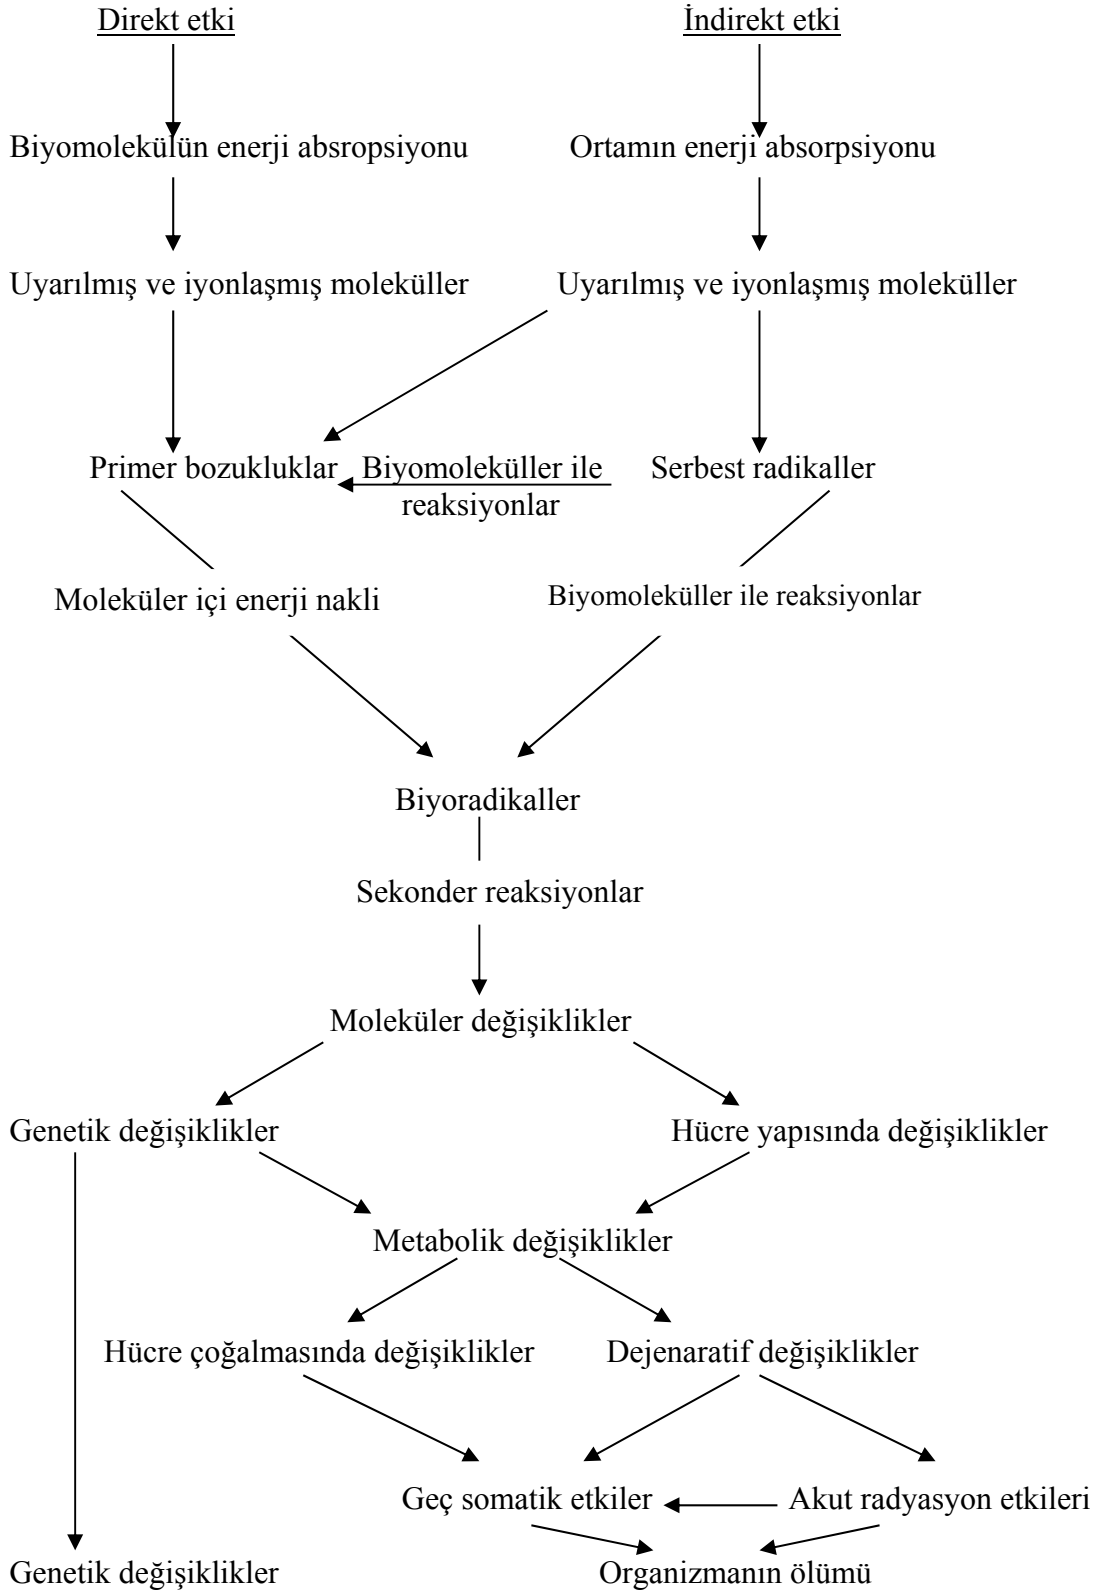 Direkt etki
İndirekt etki
Biyomolekülün enerji absropsiyonu
Ortamın enerji absorpsiyonu
Uyarılmış ve iyonlaşmış moleküller
Uyarılmış ve iyonlaşmış moleküller
Primer bozukluklar
Biyomoleküller ile
reaksiyonlar
Serbest radikaller
Moleküler içi enerji nakli
Biyomoleküller ile reaksiyonlar
Biyoradikaller
Sekonder reaksiyonlar
Moleküler değişiklikler
Genetik değişiklikler
Hücre yapısında değişiklikler
Metabolik değişiklikler
Hücre çoğalmasında değişiklikler
Dejenaratif değişiklikler
Geç somatik etkiler
Akut radyasyon etkileri
Genetik değişiklikler
Organizmanın ölümü